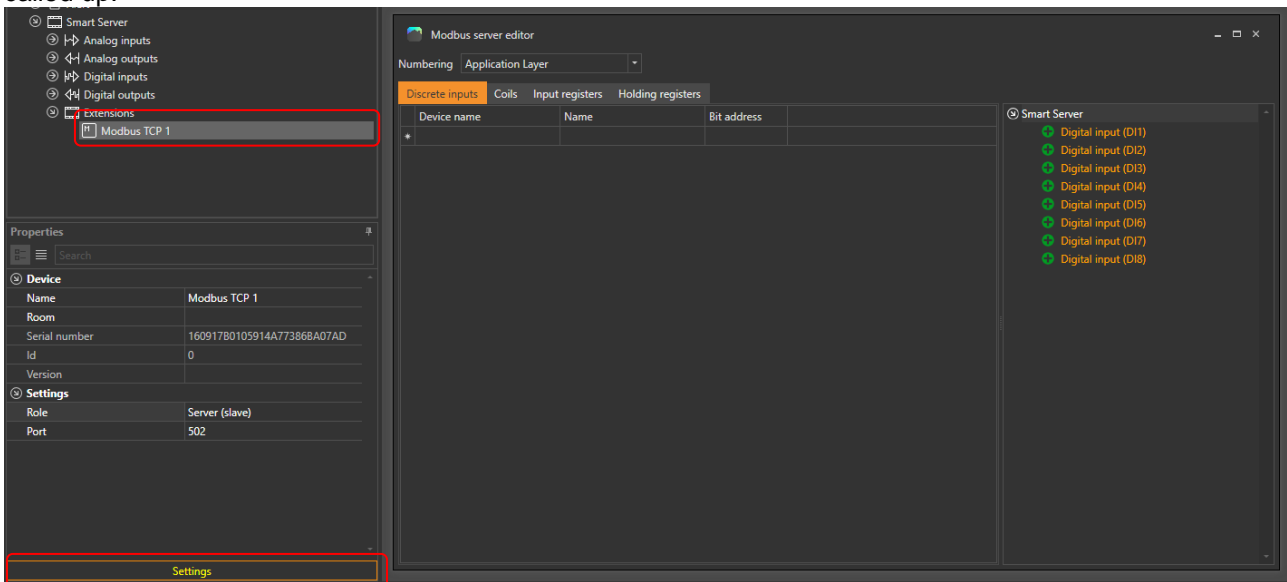 called up.
Smart Server
Analog inputs
Analog outputs
Digital inputs
Digital outputs
Extensions
Modbus TCP 1
Properties
Search
Device
Name Modbus TCP 1
Room
Serial number 160917B0105914A77386BA07AD
Id 0
Version
Settings
Role Server (slave)
Port 502
Settings
Modbus server editor
Numbering Application Layer
Discrete inputs Coils Input registers Holding registers
Device name Name Bit address
Smart Server
Digital input (DI1)
Digital input (DI2)
Digital input (DI3)
Digital input (DI4)
Digital input (DI5)
Digital input (DI6)
Digital input (DI7)
Digital input (DI8)